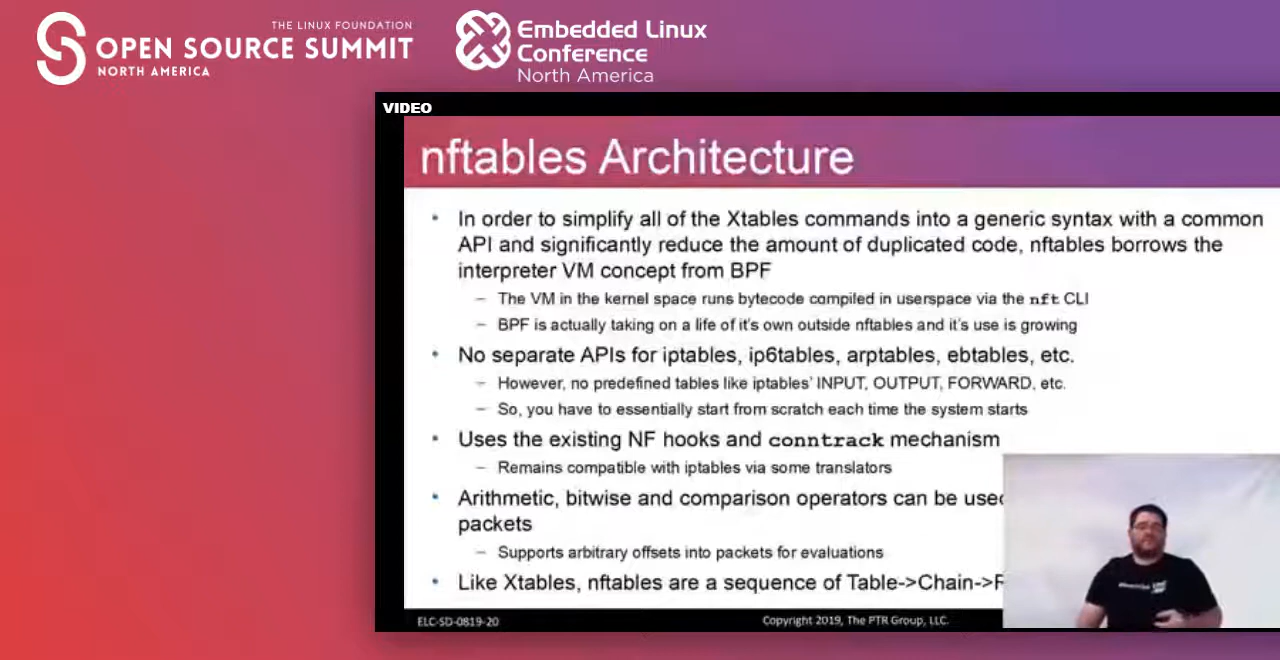 THE LINUX FOUNDATION
OPEN SOURCE SUMMIT
NORTH AMERICA
Embedded Linux
Conference
North America
VIDEO
nftables Architecture
• In order to simplify all of the Xtables commands into a generic syntax with a common
API and significantly reduce the amount of duplicated code, nftables borrows the
interpreter VM concept from BPF
– The VM in the kernel space runs bytecode compiled in userspace via the nft CLI
– BPF is actually taking on a life of it's own outside nftables and it's use is growing
• No separate APIs for iptables, ip6tables, arptables, ebtables, etc.
– However, no predefined tables like iptables' INPUT, OUTPUT, FORWARD, etc.
– So, you have to essentially start from scratch each time the system starts
• Uses the existing NF hooks and conntrack mechanism
– Remains compatible with iptables via some translators
• Arithmetic, bitwise and comparison operators can be used
packets
– Supports arbitrary offsets into packets for evaluations
• Like Xtables, nftables are a sequence of Table->Chain->R
ELC-SD-0819-20
Copyright 2019, The PTR Group, LLC.